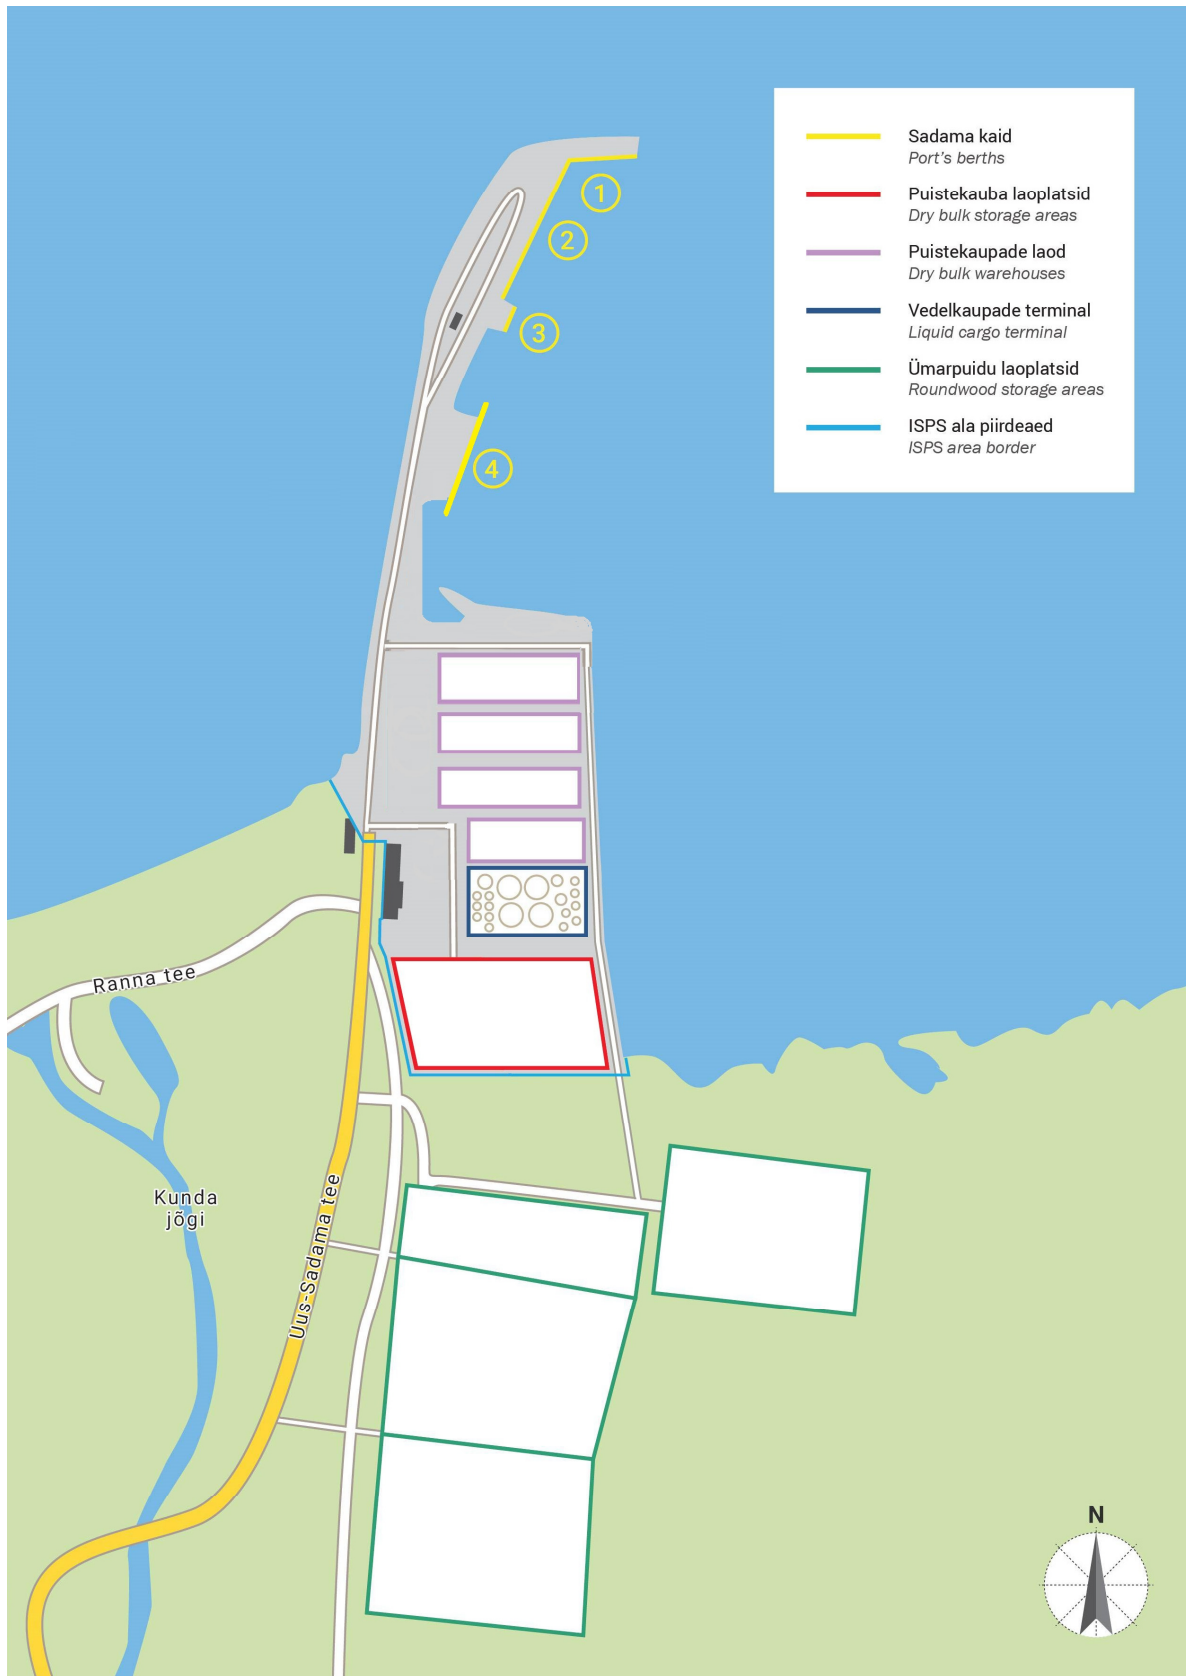 Sadama kaid
Port's berths
Puistekauba laoplatsid
Dry bulk storage areas
Puistekaupade laod
Dry bulk warehouses
Vedelkaupade terminal
Liquid cargo terminal
Ümarpuidu laoplatsid
Roundwood storage areas
ISPS ala piirdeaed
ISPS area border
1
2
3
4
Ranna tee
Kunda
jõgi
Uus-Sadama tee
N